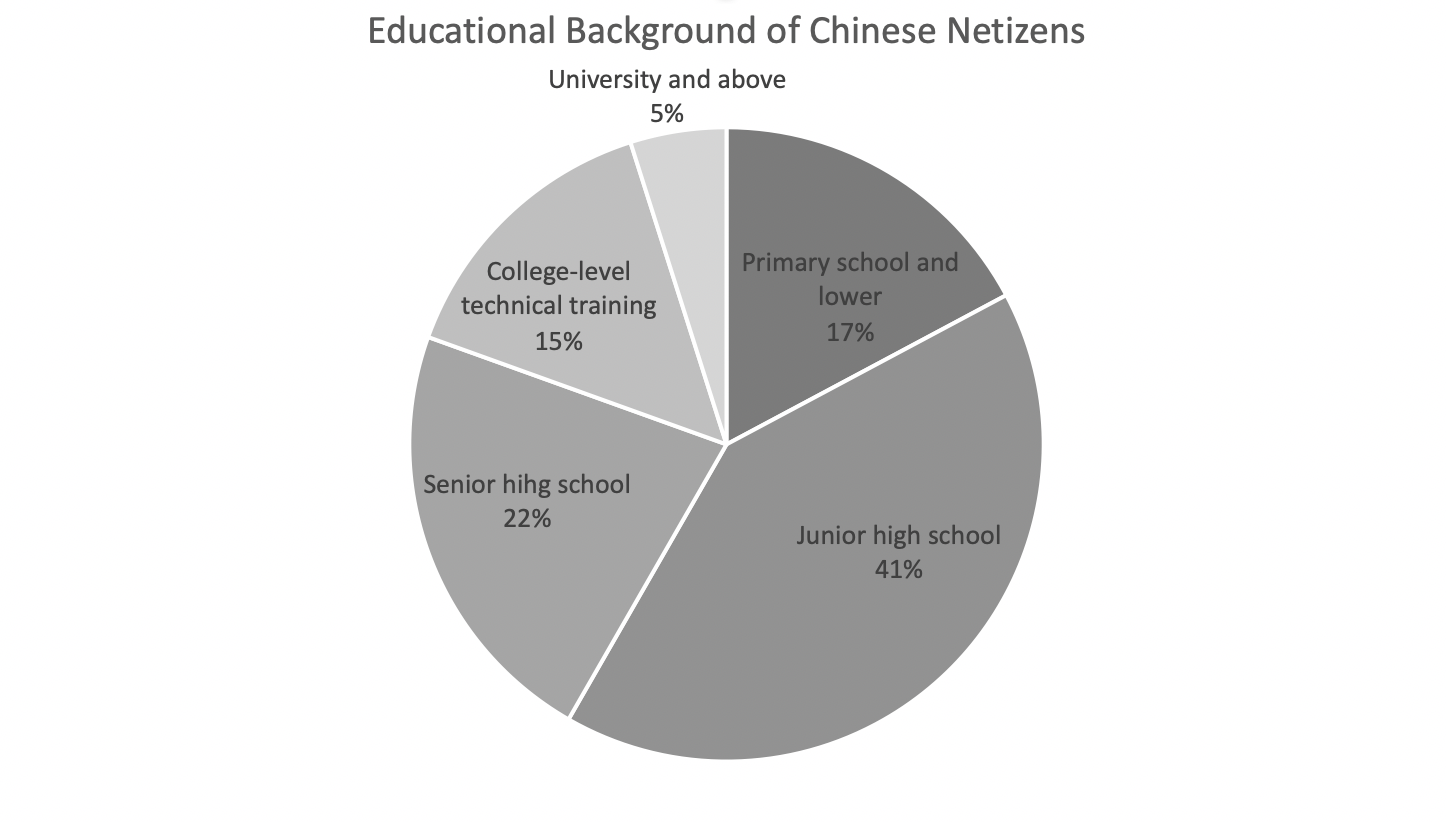 Educational Background of Chinese Netizens
University and above
5%
Primary school and
lower
17%
College-level
technical training
15%
Senior hihg school
22%
Junior high school
41%